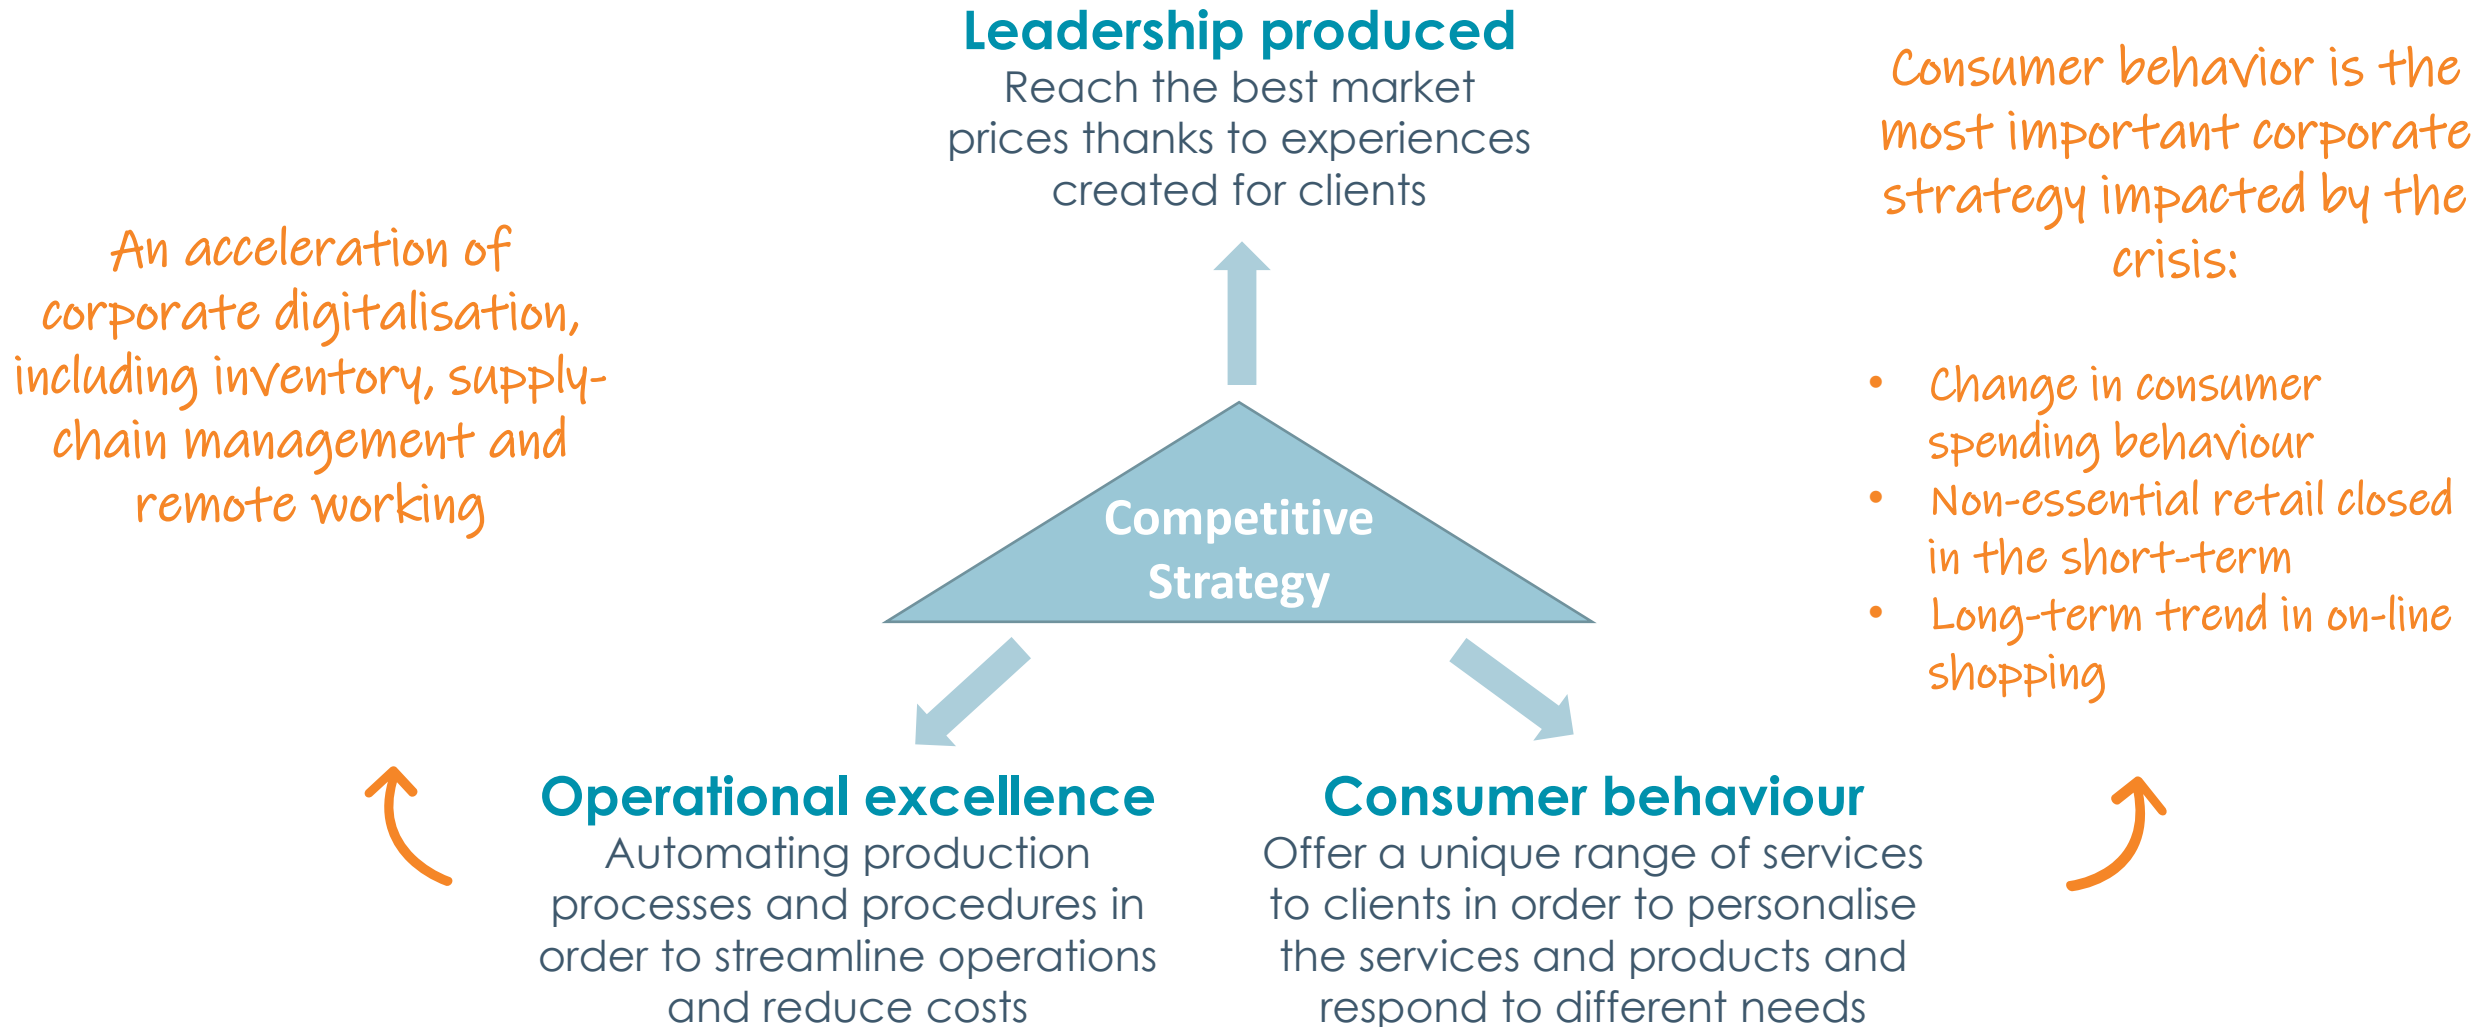 Leadership produced
Reach the best market
prices thanks to experiences
created for clients
An acceleration of
corporate digitalisation,
including inventory, supply-
chain management and
remote working
Consumer behavior is the
most important corporate
strategy impacted by the
crisis:
• Change in consumer
spending behaviour
• Non-essential retail closed
in the short-term
• Long-term trend in on-line
shopping
Competitive
Strategy
Operational excellence
Automating production
processes and procedures in
order to streamline operations
and reduce costs
Consumer behaviour
Offer a unique range of services
to clients in order to personalise
the services and products and
respond to different needs